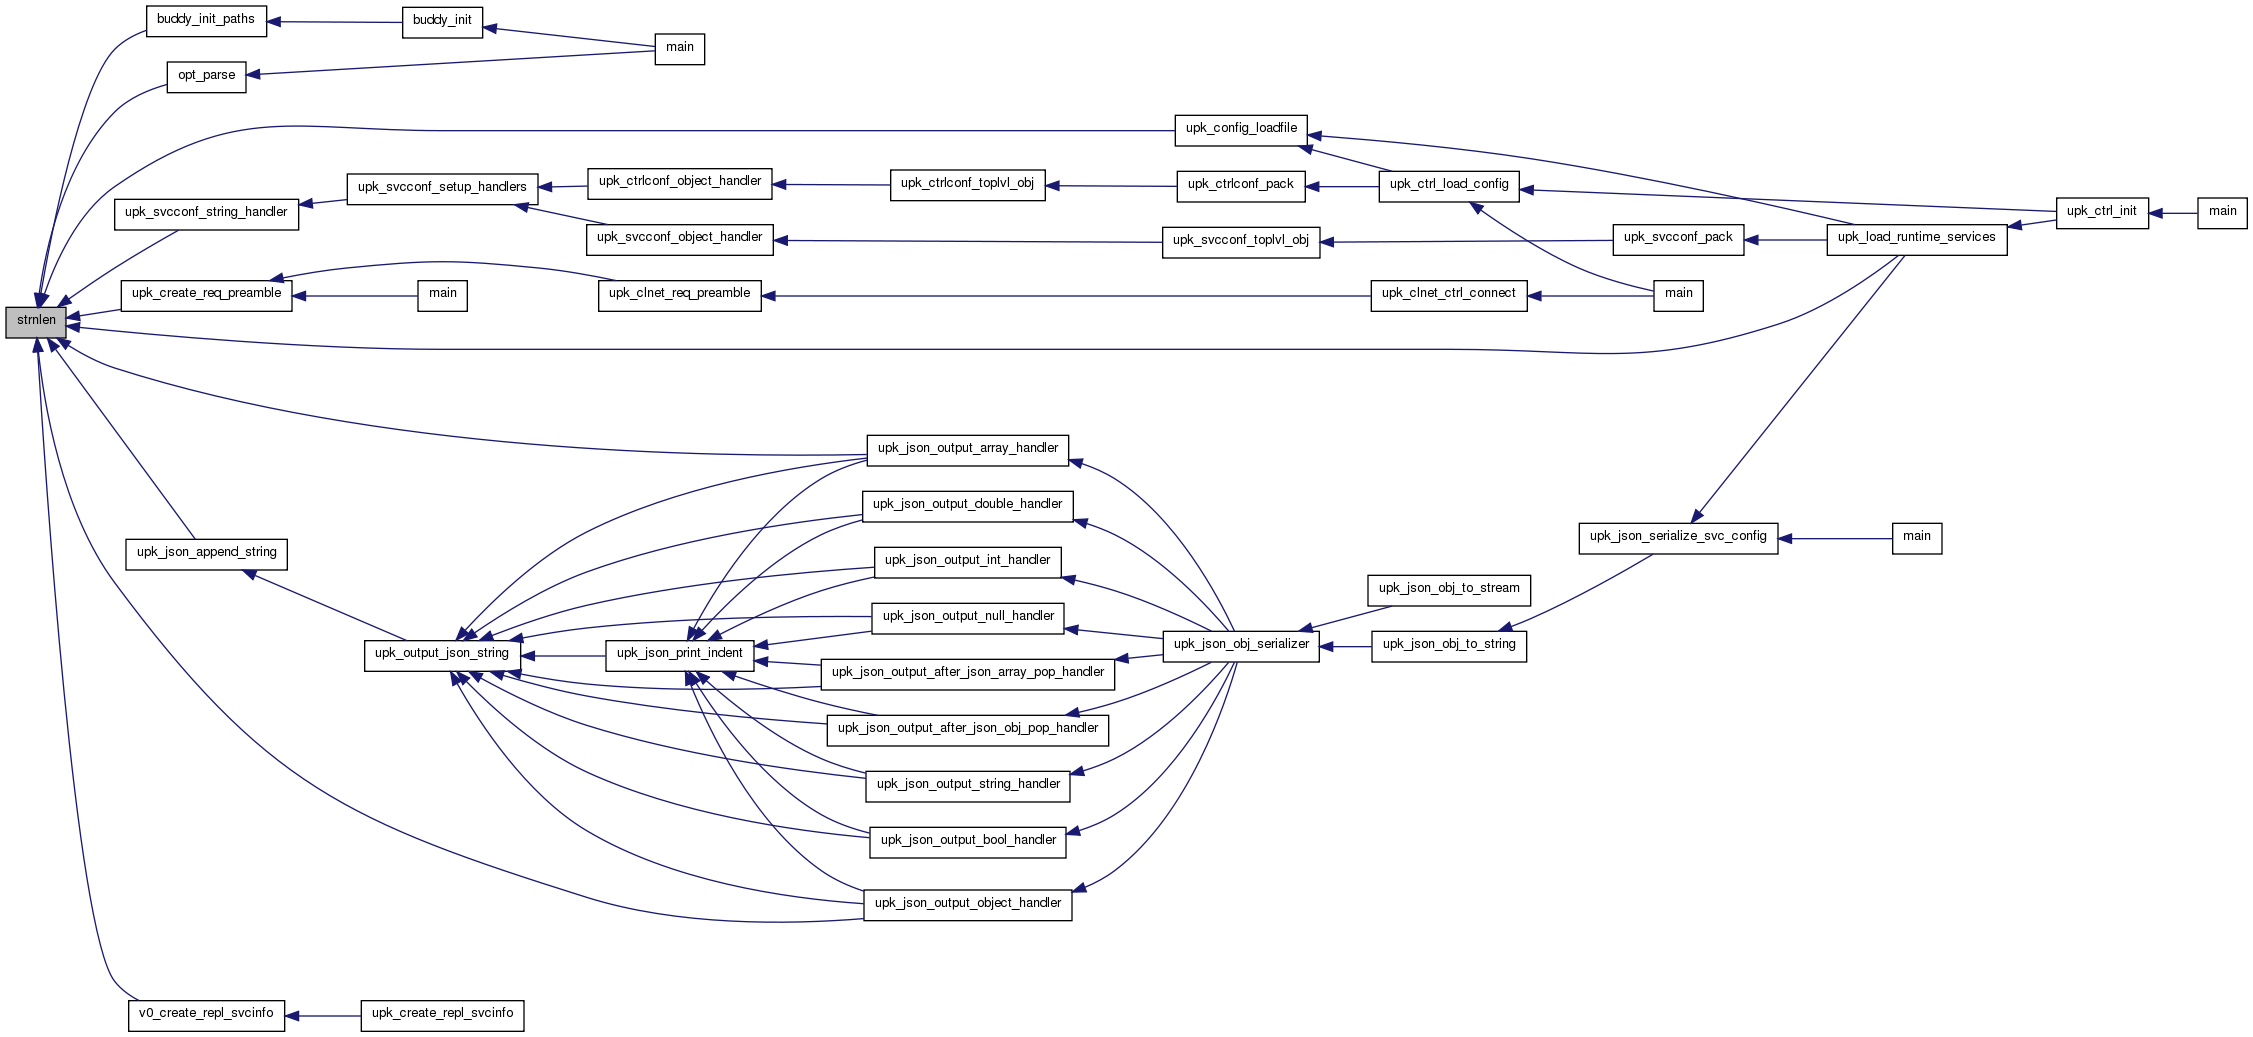 buddy_init_paths
buddy_init
main
opt_parse
upk_config_loadfile
upk_svcconf_setup_handlers
upk_ctrlconf_object_handler
upk_ctrlconf_toplvl_obj
upk_ctrlconf_pack
upk_ctrl_load_config
upk_svcconf_string_handler
upk_ctrl_init
main
upk_svcconf_object_handler
upk_svcconf_toplvl_obj
upk_svcconf_pack
upk_load_runtime_services
upk_create_req_preamble
main
upk_clnet_req_preamble
upk_clnet_ctrl_connect
main
strnlen
upk_json_output_array_handler
upk_json_output_double_handler
upk_json_serialize_svc_config
main
upk_json_append_string
upk_json_output_int_handler
upk_json_obj_to_stream
upk_json_output_null_handler
upk_output_json_string
upk_json_print_indent
upk_json_obj_serializer
upk_json_obj_to_string
upk_json_output_after_json_array_pop_handler
upk_json_output_after_json_obj_pop_handler
upk_json_output_string_handler
upk_json_output_bool_handler
upk_json_output_object_handler
v0_create_repl_svcinfo
upk_create_repl_svcinfo